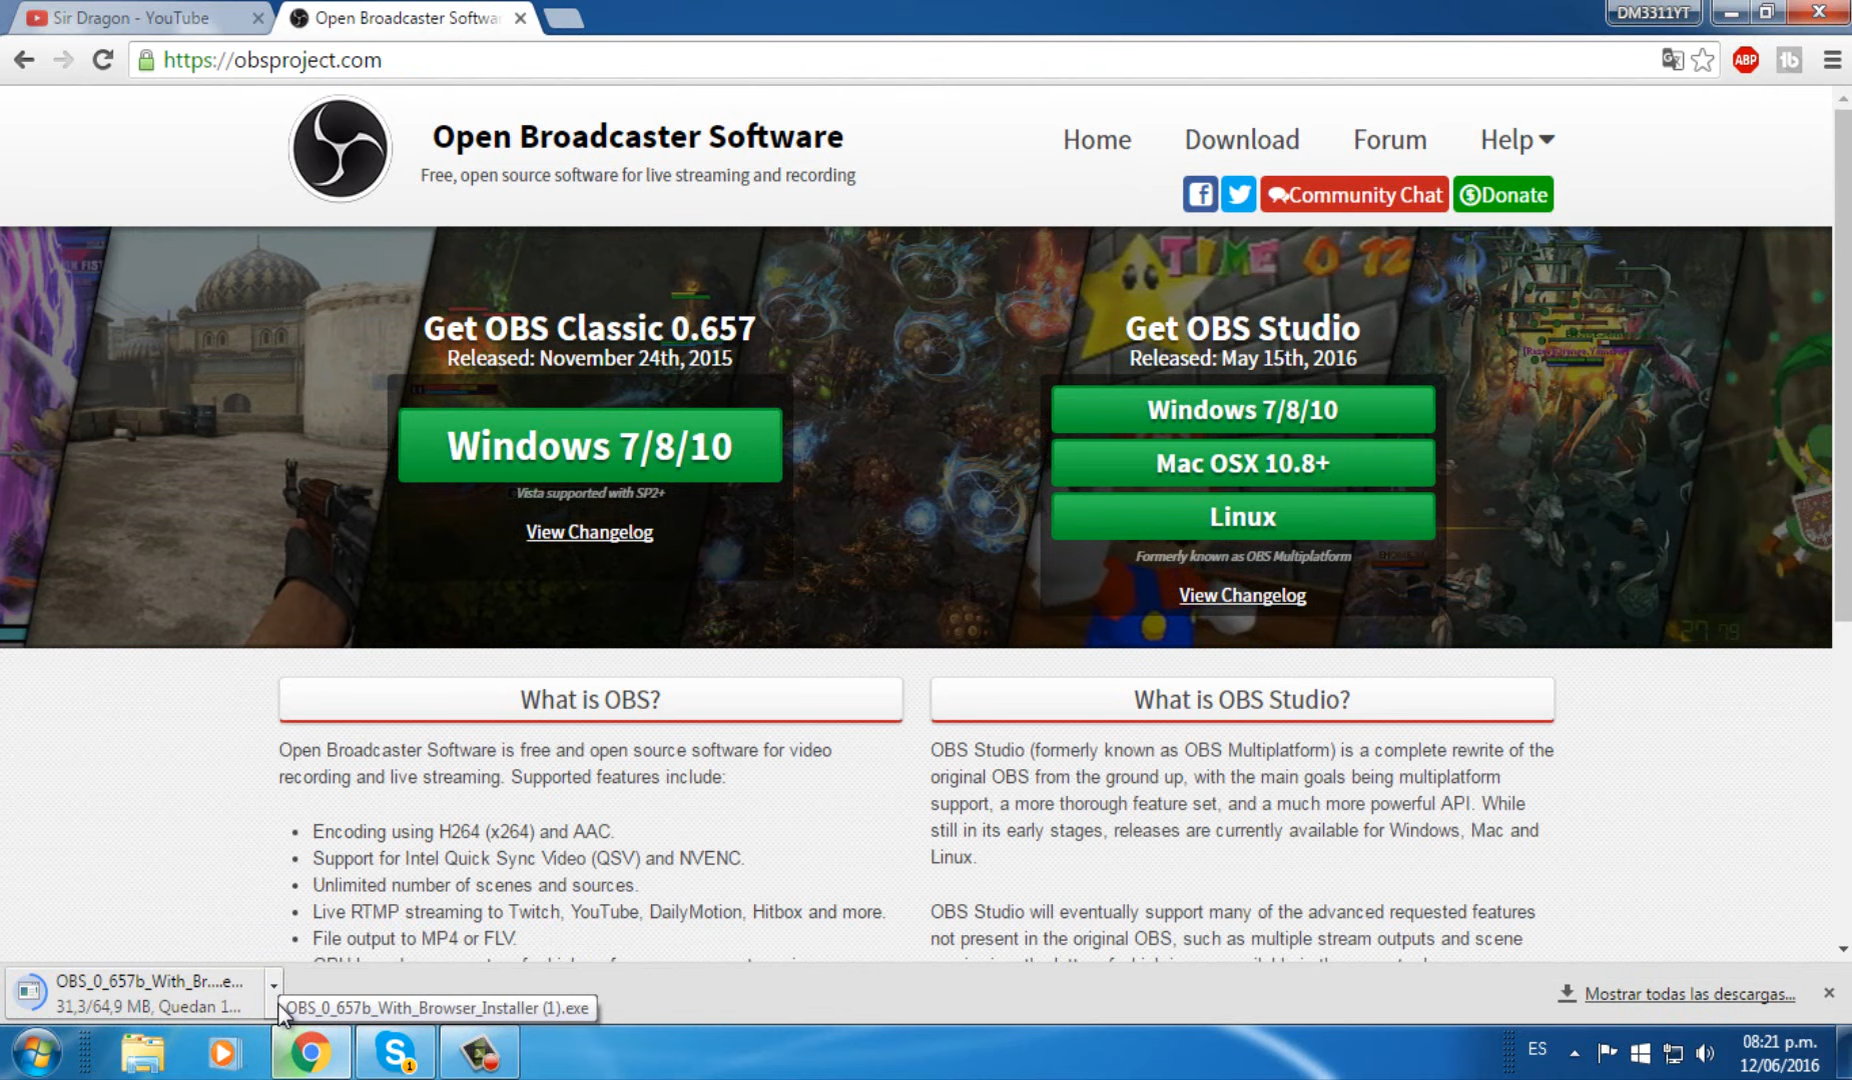 Sir Dragon - YouTube
Open Broadcaster Softwa
DM3311YT
https://obsproject.com
ABP
Open Broadcaster Software
Free, open source software for live streaming and recording
Home
Download
Forum
Help
Community Chat
Donate
TIME 0'12
Get OBS Classic 0.657
Released: November 24th, 2015
Windows 7/8/10
Vista supported with SP2+
View Changelog
Get OBS Studio
Released: May 15th, 2016
Windows 7/8/10
Mac OSX 10.8+
Linux
Formerly known as OBS Multiplatform
View Changelog
What is OBS?
Open Broadcaster Software is free and open source software for video
recording and live streaming. Supported features include:
• Encoding using H264 (x264) and AAC.
• Support for Intel Quick Sync Video (QSV) and NVENC.
• Unlimited number of scenes and sources.
• Live RTMP streaming to Twitch, YouTube, DailyMotion, Hitbox and more.
• File output to MP4 or FLV.
What is OBS Studio?
OBS Studio (formerly known as OBS Multiplatform) is a complete rewrite of the
original OBS from the ground up, with the main goals being multiplatform
support, a more thorough feature set, and a much more powerful API. While
still in its early stages, releases are currently available for Windows, Mac and
Linux.
OBS Studio will eventually support many of the advanced requested features
not present in the original OBS, such as multiple stream outputs and scene
OBS_0_657b_With_Br....e...
31,3/64,9 MB, Quedan 1...
OBS_0_657b_With_Browser_Installer (1).exe
Mostrar todas las descargas...
1
ES
08:21 p.m.
12/06/2016